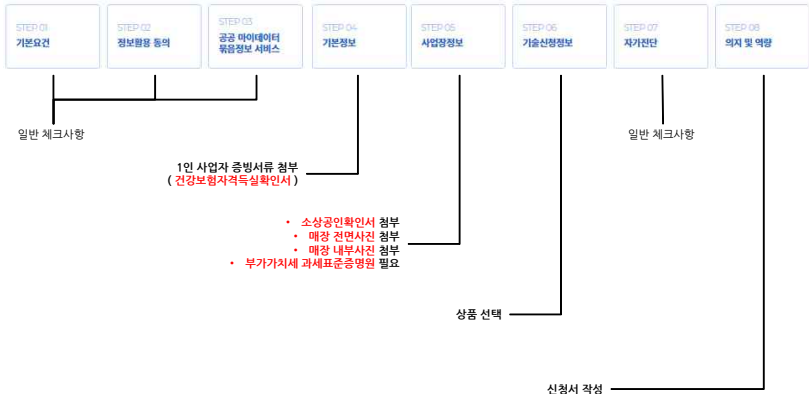 STEP 01
기본요건
STEP 02
정보활용 동의
STEP 03
공공 마이데이터
묶음정보 서비스
STEP 04
기본정보
STEP 05
사업장정보
STEP 06
기술신청정보
STEP 07
자기진단
STEP 08
의지 및 역량
일반 체크사항
일반 체크사항
1인 사업자 증빙서류 첨부
( 건강보험자격득실확인서 )
• 소상공인확인서 첨부
• 매장 전면사진 첨부
• 매장 내부사진 첨부
• 부가가치세 과세표준증명원 필요
상품 선택
신청서 작성